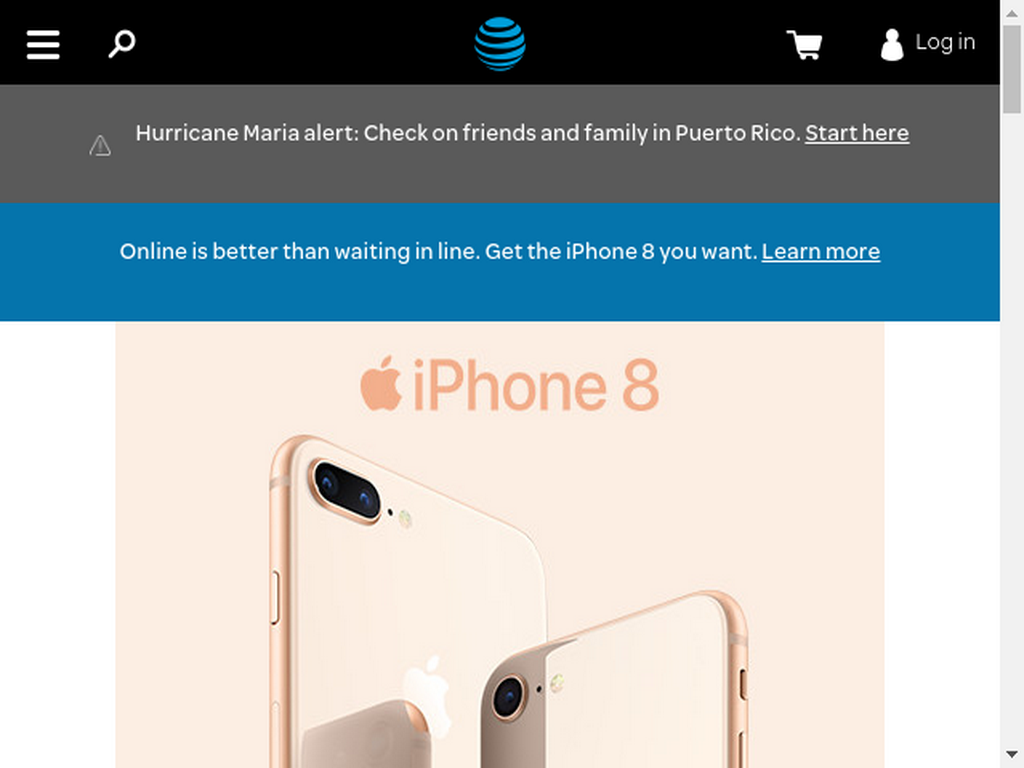 Log in
Hurricane Maria alert: Check on friends and family in Puerto Rico. Start here
Online is better than waiting in line. Get the iPhone 8 you want. Learn more
iPhone 8